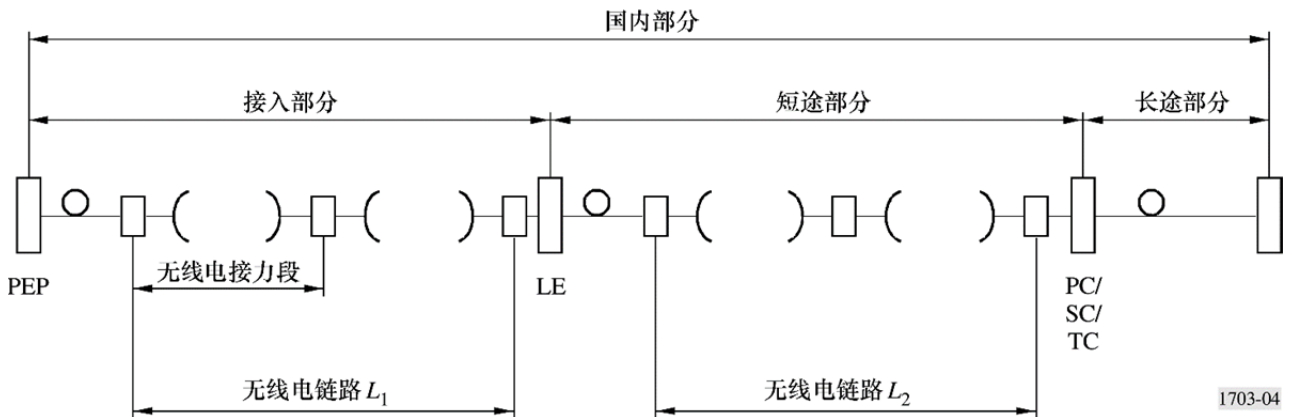 国内部分
接入部分
短途部分
长途部分
无线电接力段
PEP
LE
PC/
SC/
TC
无线电链路 L1
无线电链路 L2
1703-04